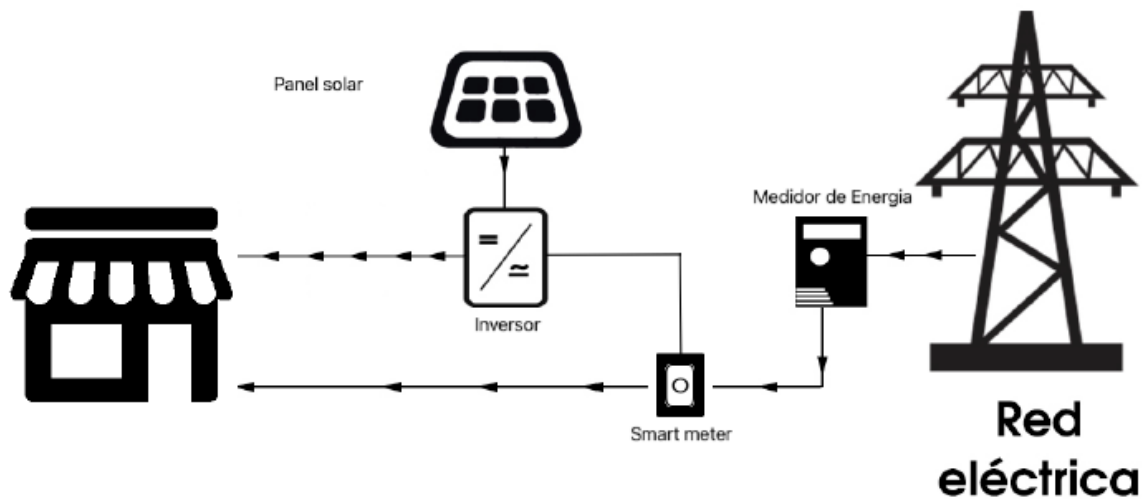 Panel solar
Medidor de Energia
Inversor
Smart meter
Red
eléctrica